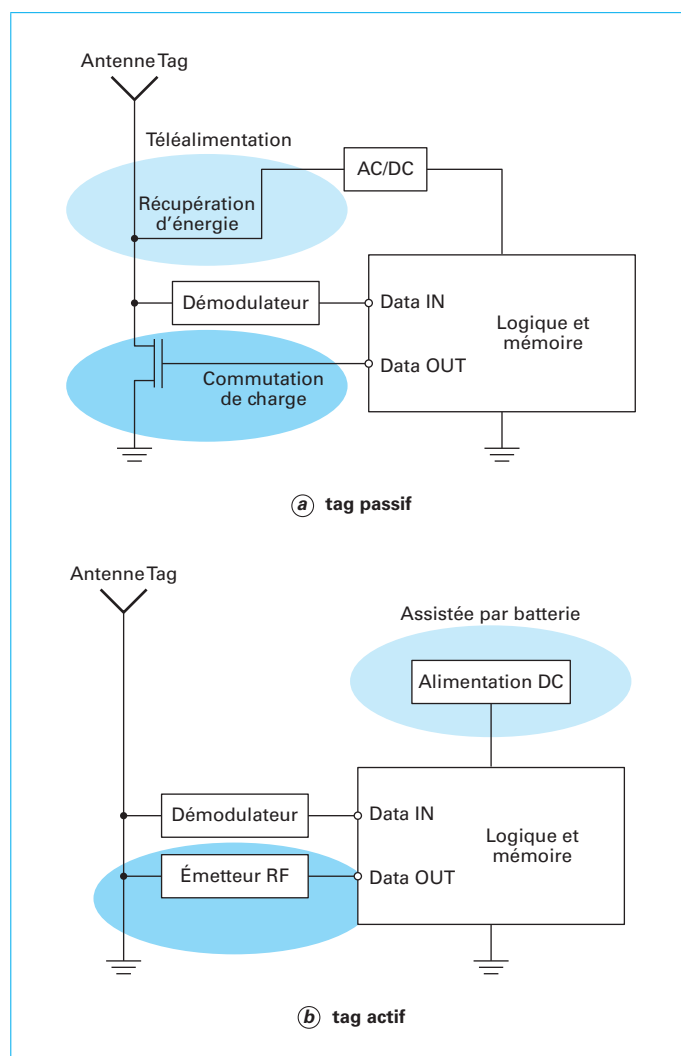 Antenne Tag
Téléalimentation
AC/DC
Récupération
d'énergie
Démodulateur
Data IN
Logique et
mémoire
Data OUT
Commutation
de charge
a tag passif
Antenne Tag
Assistée par batterie
Alimentation DC
Démodulateur
Data IN
Logique et
mémoire
Émetteur RF
Data OUT
b tag actif